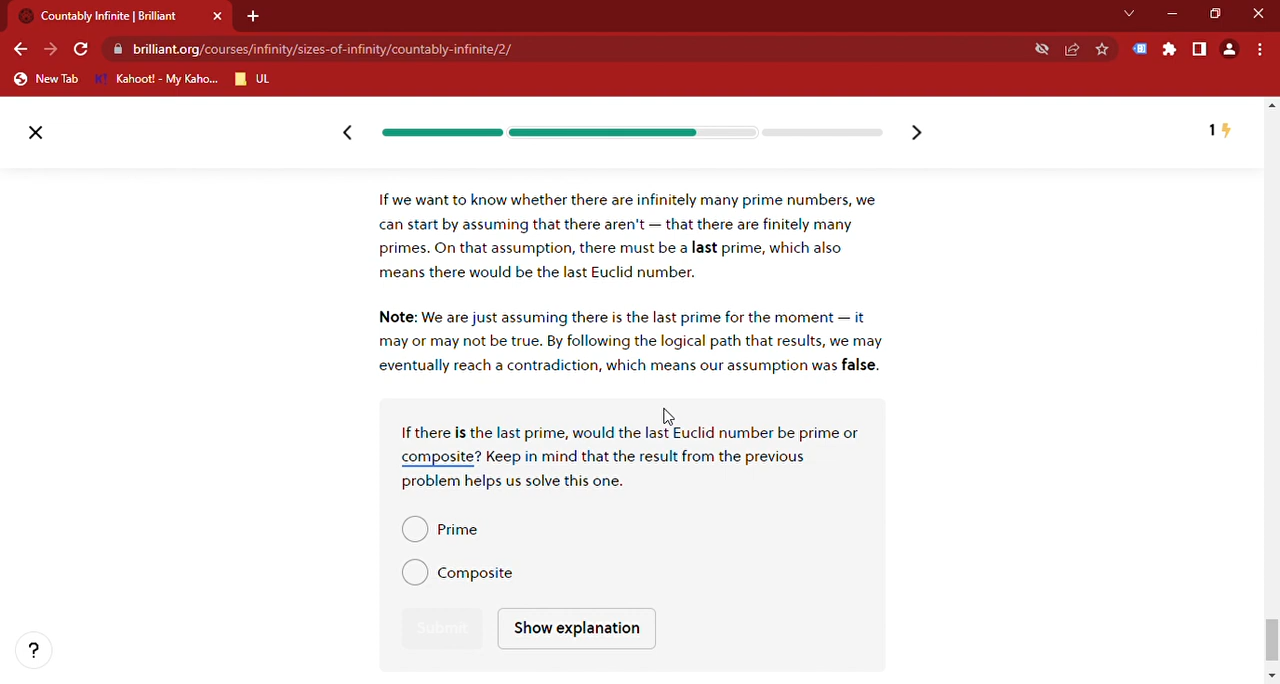 Countably Infinite | Brilliant
brilliant.org/courses/infinity/sizes-of-infinity/countably-infinite/2/
New Tab K! Kahoot! - My Kaho... UL
1
If we want to know whether there are infinitely many prime numbers, we
can start by assuming that there aren't — that there are finitely many
primes. On that assumption, there must be a last prime, which also
means there would be the last Euclid number.
Note: We are just assuming there is the last prime for the moment — it
may or may not be true. By following the logical path that results, we may
eventually reach a contradiction, which means our assumption was false.
If there is the last prime, would the last Euclid number be prime or
composite? Keep in mind that the result from the previous
problem helps us solve this one.
Prime
Composite
Submit Show explanation
?